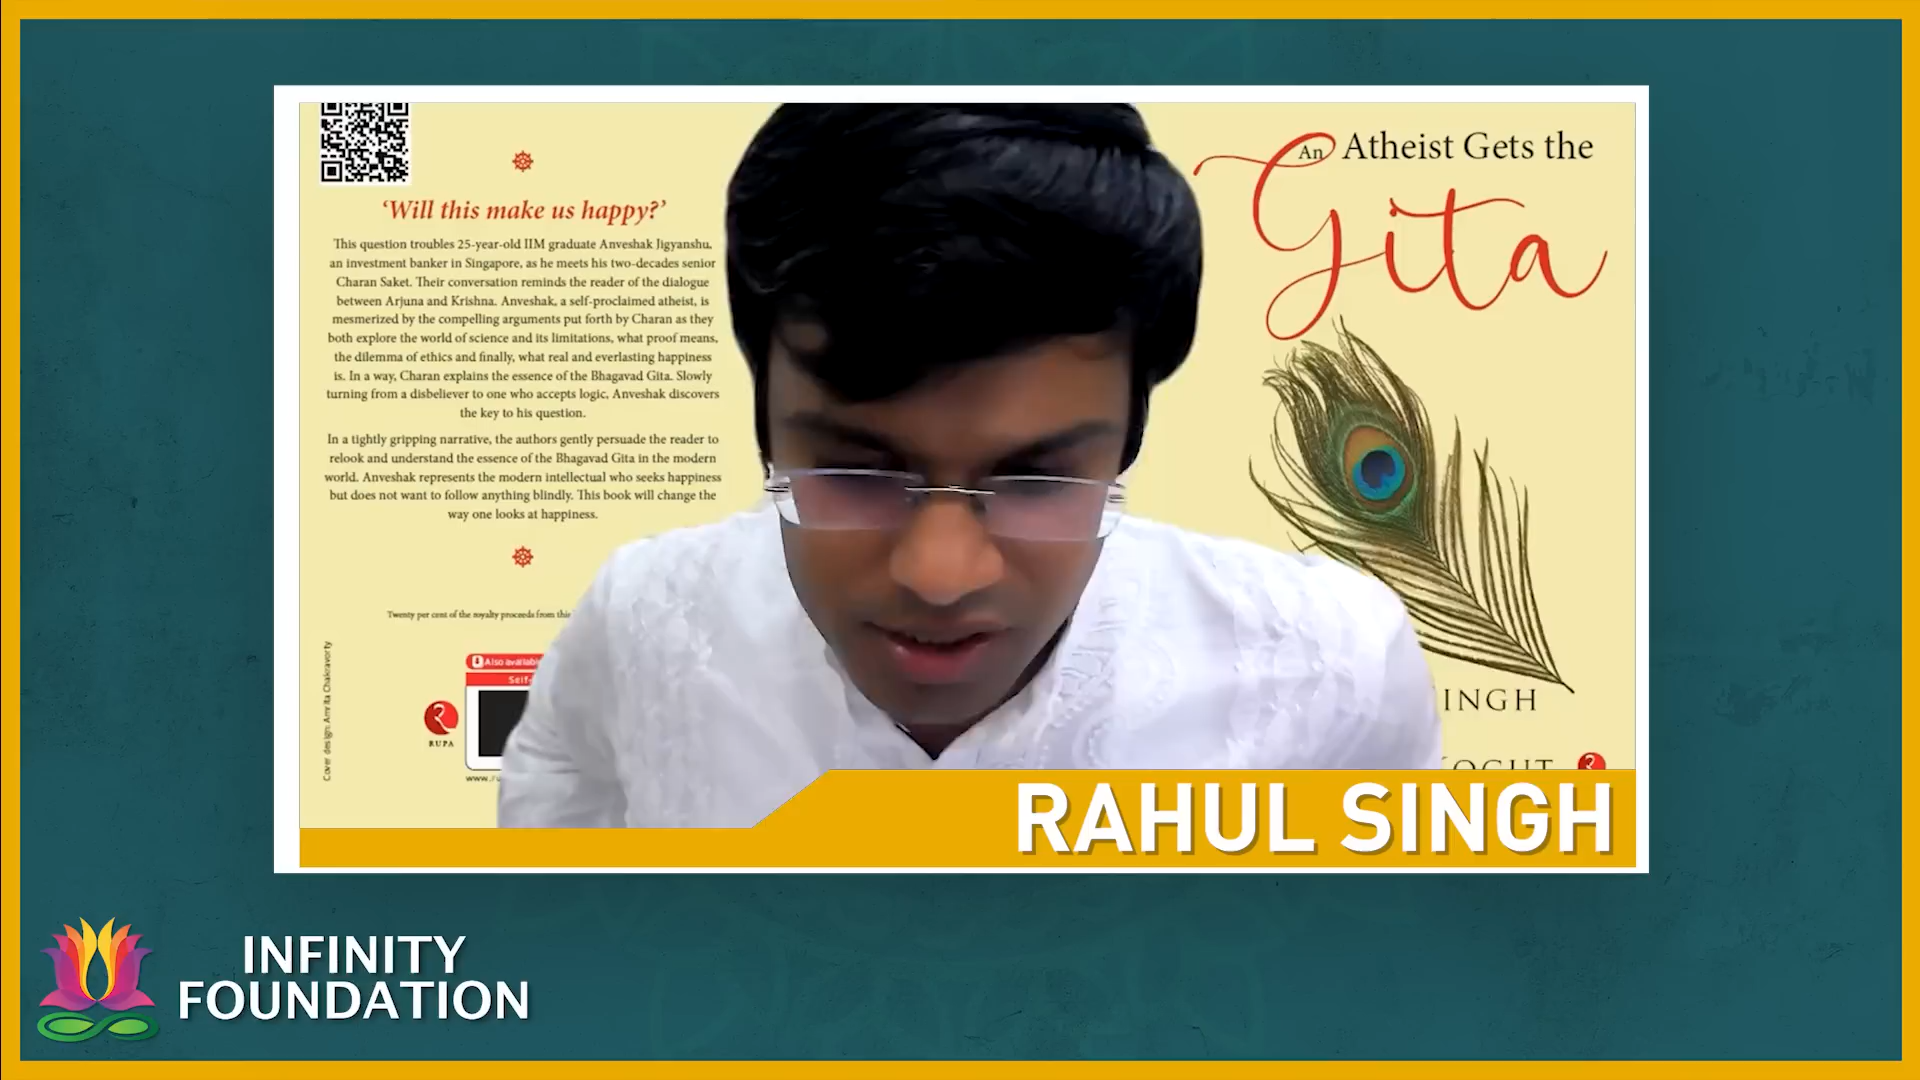 ‘Will this make us happy?’
This question troubles 25-year-old IIM graduate Anveshak Jigyanshu,
an investment banker in Singapore, as he meets his two-decades senior
Charan Saket. Their conversation reminds the reader of the dialogue
between Arjuna and Krishna. Anveshak, a self-proclaimed atheist, is
mesmerized by the compelling arguments put forth by Charan as they
both explore the world of science and its limitations, what proof means,
the dilemma of ethics and finally, what real and everlasting happiness
is. In a way, Charan explains the essence of the Bhagavad Gita. Slowly
turning from a disbeliever to one who accepts logic, Anveshak discovers
the key to his question.
In a tightly gripping narrative, the authors gently persuade the reader to
relook and understand the essence of the Bhagavad Gita in the modern
world. Anveshak represents the modern intellectual who seeks happiness
but does not want to follow anything blindly. This book will change the
way one looks at happiness.
Twenty per cent of the royalty proceeds from this
Cover design: Amrita Chakravorty
Also available
Self-
RUPA
www.ru
An Atheist Gets the
Gita
INGH
RAHUL SINGH
INFINITY
FOUNDATION